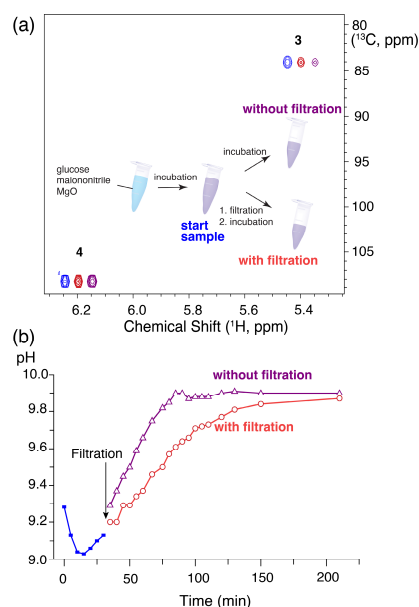 (a)
80
(¹³C, ppm)
3
85
without filtration
90
incubation
glucose
malononitrile
MgO
incubation
95
1. filtration
2. incubation
start
sample
100
with filtration
4
105
6.2 6.0 5.8 5.6 5.4
Chemical Shift (¹H, ppm)
(b)
pH
10.0
without filtration
9.8
with filtration
9.6
Filtration
9.4
9.2
9.0
0 50 100 150 200
Time (min)